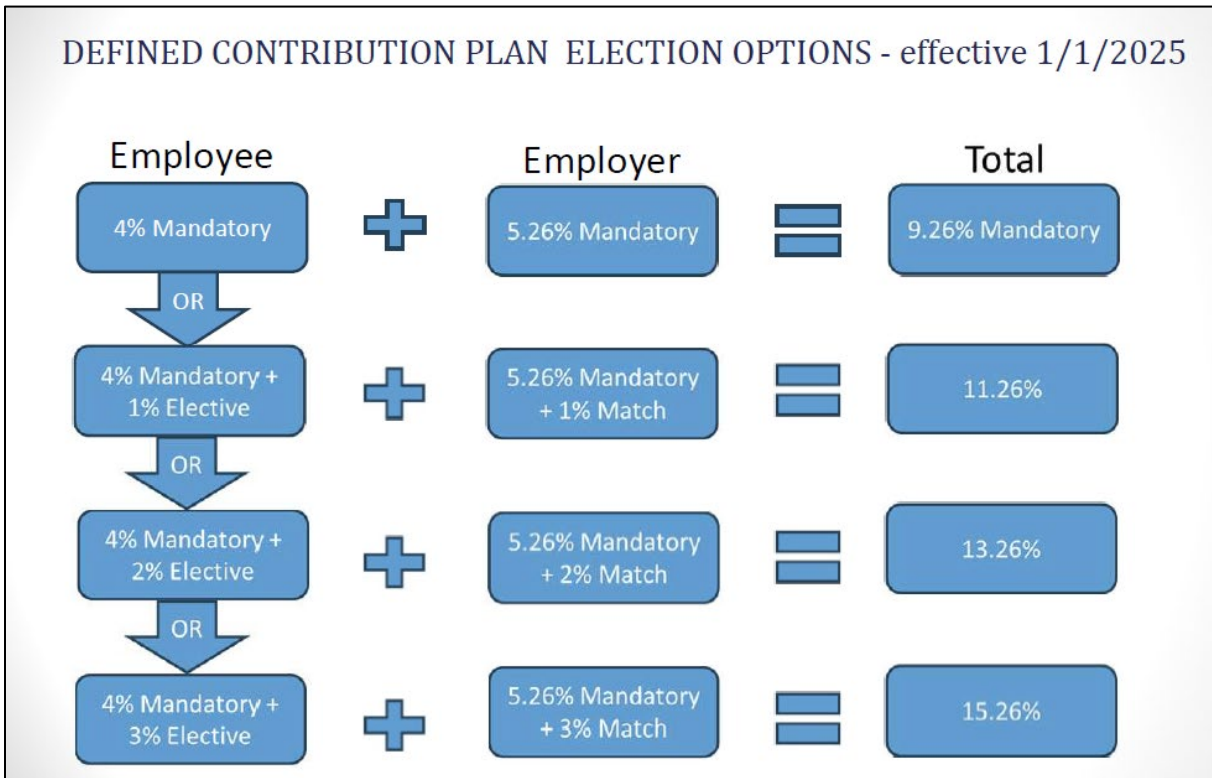 DEFINED CONTRIBUTION PLAN ELECTION OPTIONS - effective 1/1/2025
Employee
Employer
Total
4% Mandatory
5.26% Mandatory
9.26% Mandatory
OR
4% Mandatory +
1% Elective
5.26% Mandatory
+ 1% Match
11.26%
OR
4% Mandatory +
2% Elective
5.26% Mandatory
+ 2% Match
13.26%
OR
4% Mandatory +
3% Elective
5.26% Mandatory
+ 3% Match
15.26%